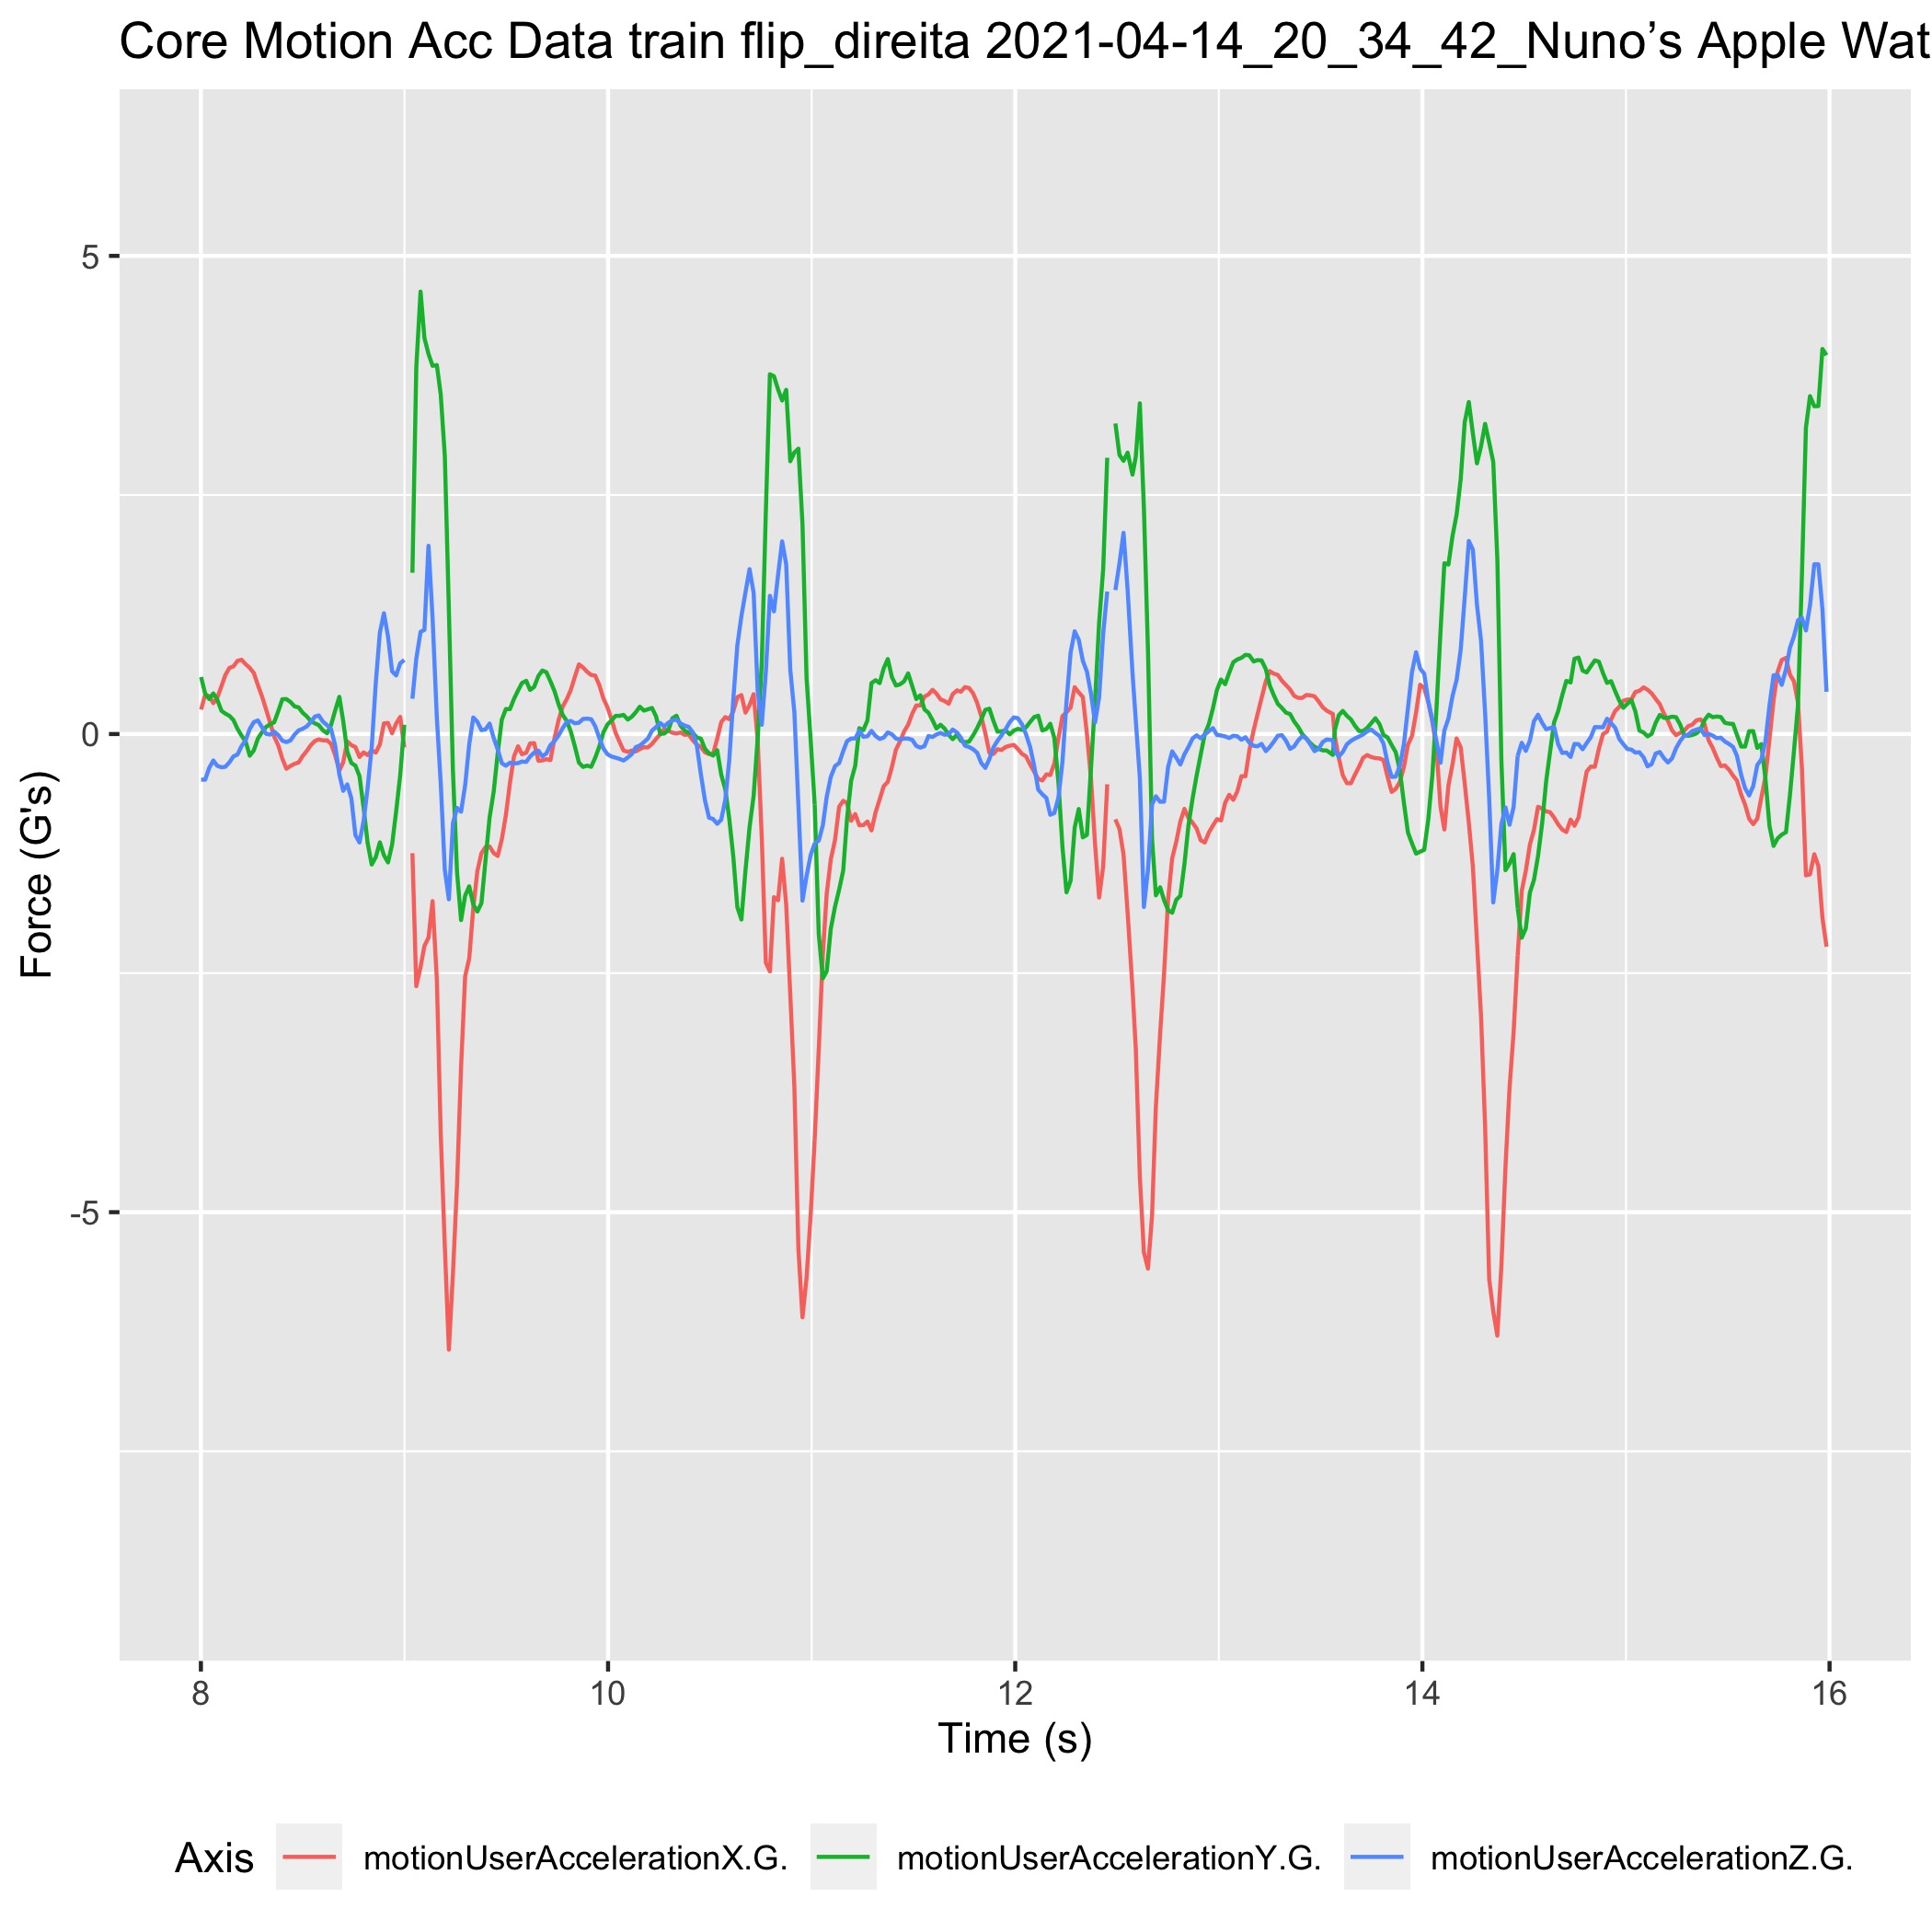 Core Motion Acc Data train flip_direita 2021-04-14_20_34_42_Nuno’s Apple Wat
5
0
-5
Force (G's)
8 10 12 14 16
Time (s)
Axis motionUserAccelerationX.G. motionUserAccelerationY.G. motionUserAccelerationZ.G.